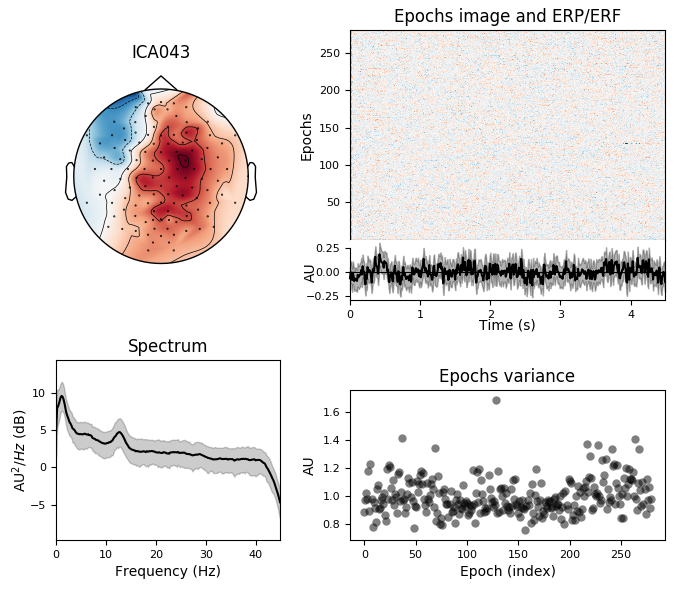 ICA043
Epochs image and ERP/ERF
Epochs
250
200
150
100
50
AU
0.25
0.00
−0.25
0 1 2 3 4
Time (s)
Spectrum
AU²/Hz (dB)
10
5
0
−5
0 10 20 30 40
Frequency (Hz)
Epochs variance
AU
1.6
1.4
1.2
1.0
0.8
0 50 100 150 200 250
Epoch (index)